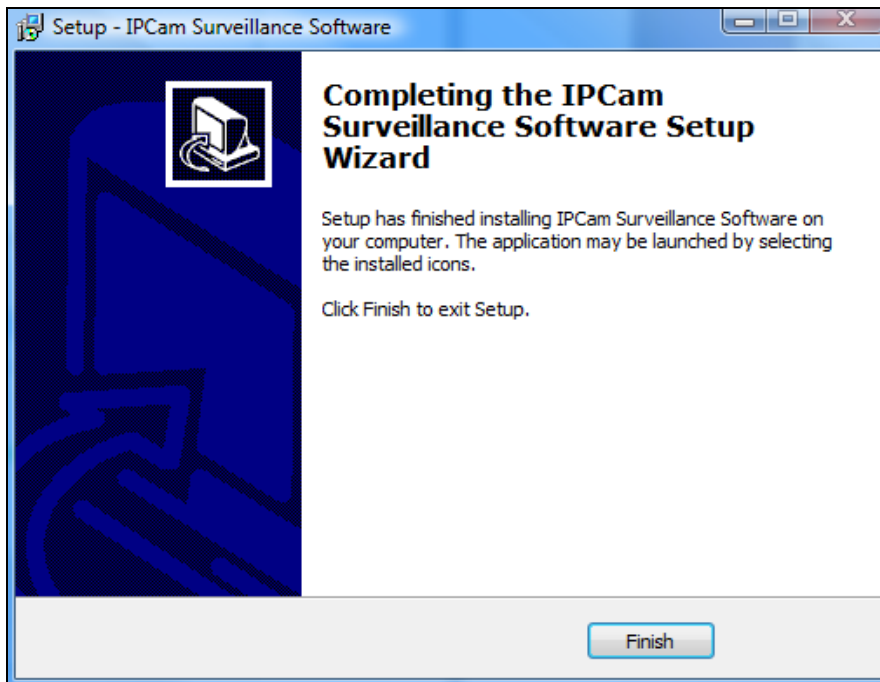 Setup - IPCam Surveillance Software
Completing the IPCam
Surveillance Software Setup
Wizard
Setup has finished installing IPCam Surveillance Software on
your computer. The application may be launched by selecting
the installed icons.
Click Finish to exit Setup.
Finish